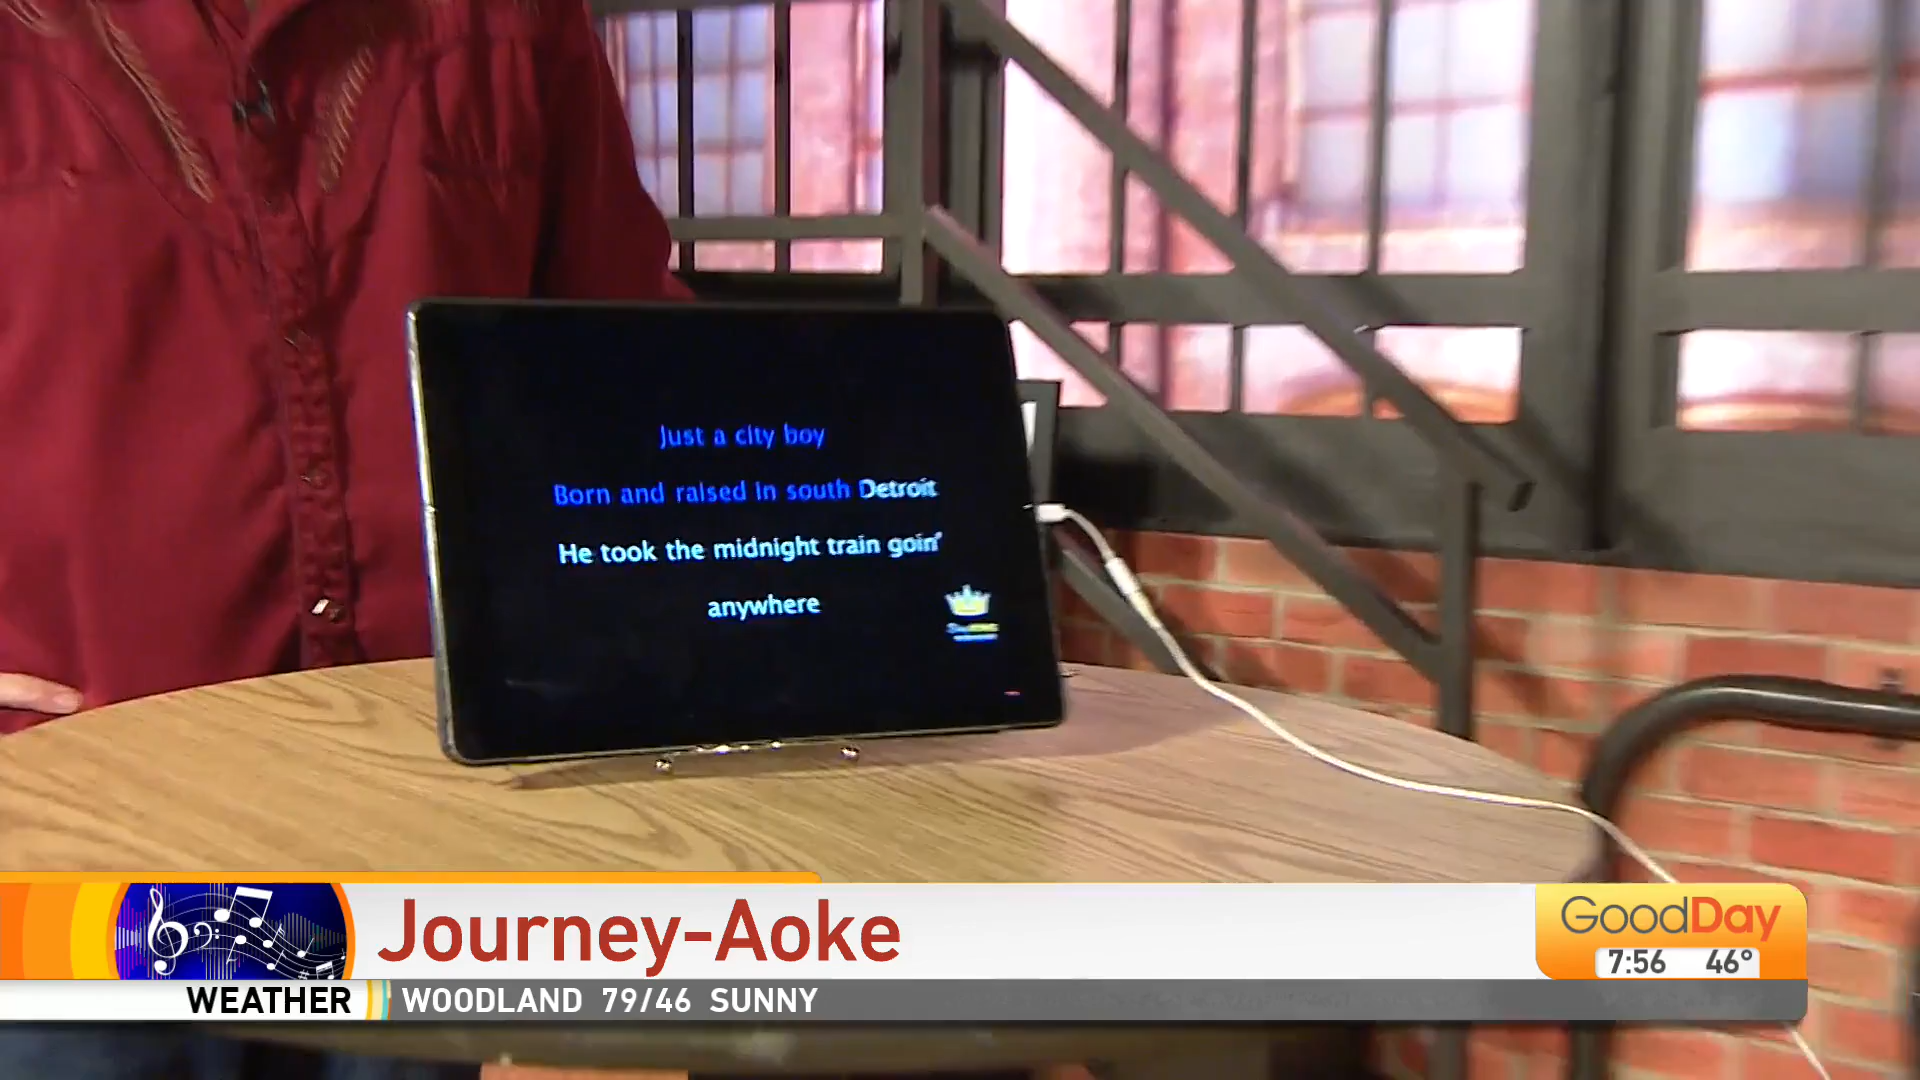 Just a city boy
Born and raised in south Detroit
He took the midnight train goin'
anywhere
Journey-Aoke
GoodDay
7:56 46°
WEATHER WOODLAND 79/46 SUNNY